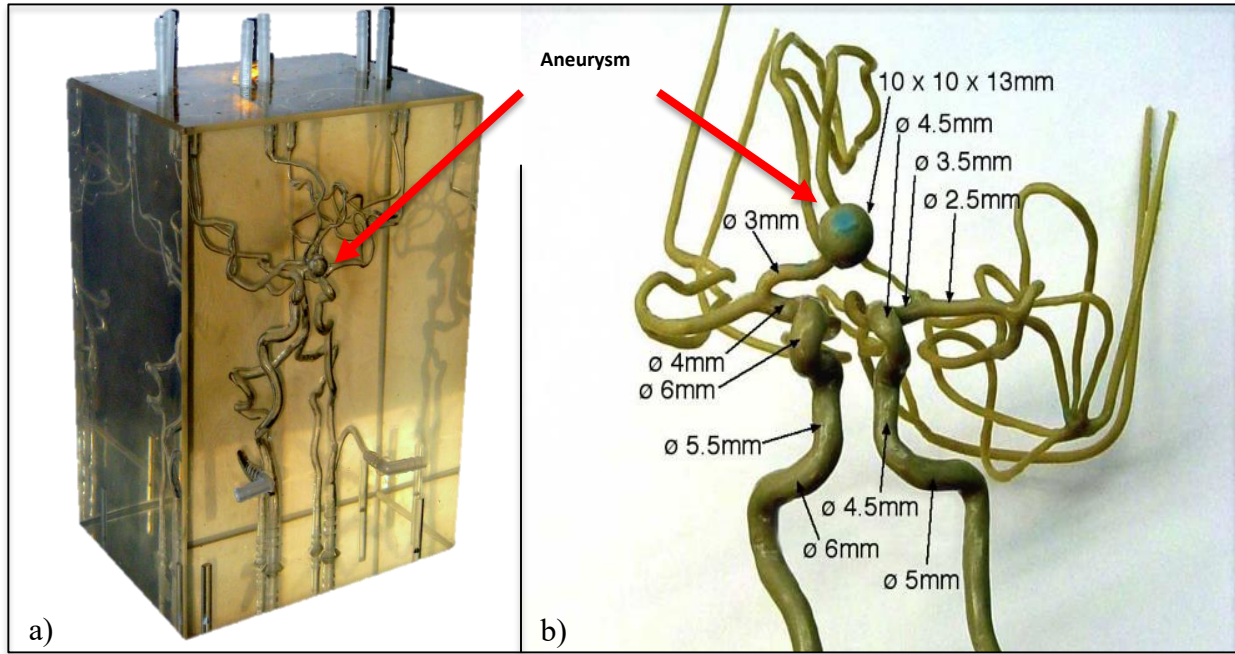 Aneurysm
10 x 10 x 13mm
ø 4.5mm
ø 3.5mm
ø 2.5mm
ø 3mm
ø 4mm
ø 6mm
ø 5.5mm
ø 4.5mm
ø 6mm
ø 5mm
a)
b)